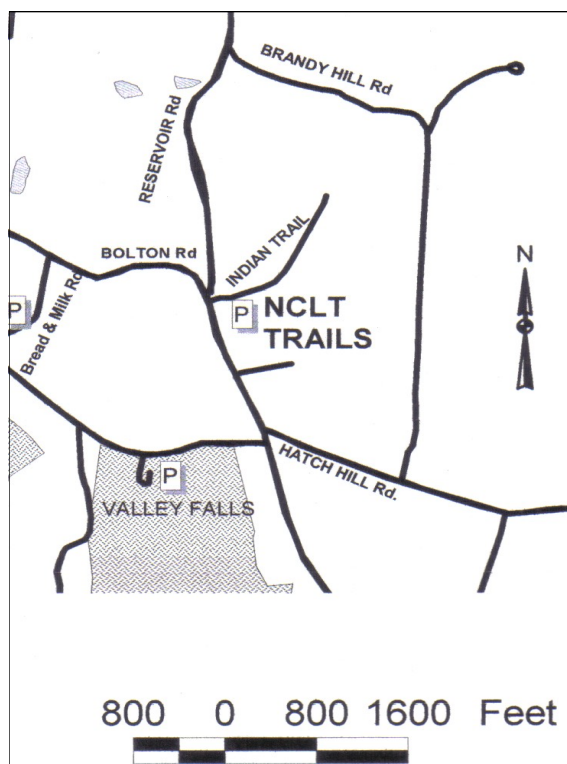 BRANDY HILL Rd
RESERVOIR Rd
BOLTON Rd
INDIAN TRAIL
N
P
Bread & Milk Rd
P
NCLT
TRAILS
HATCH HILL Rd.
P
VALLEY FALLS
800 0 800 1600 Feet